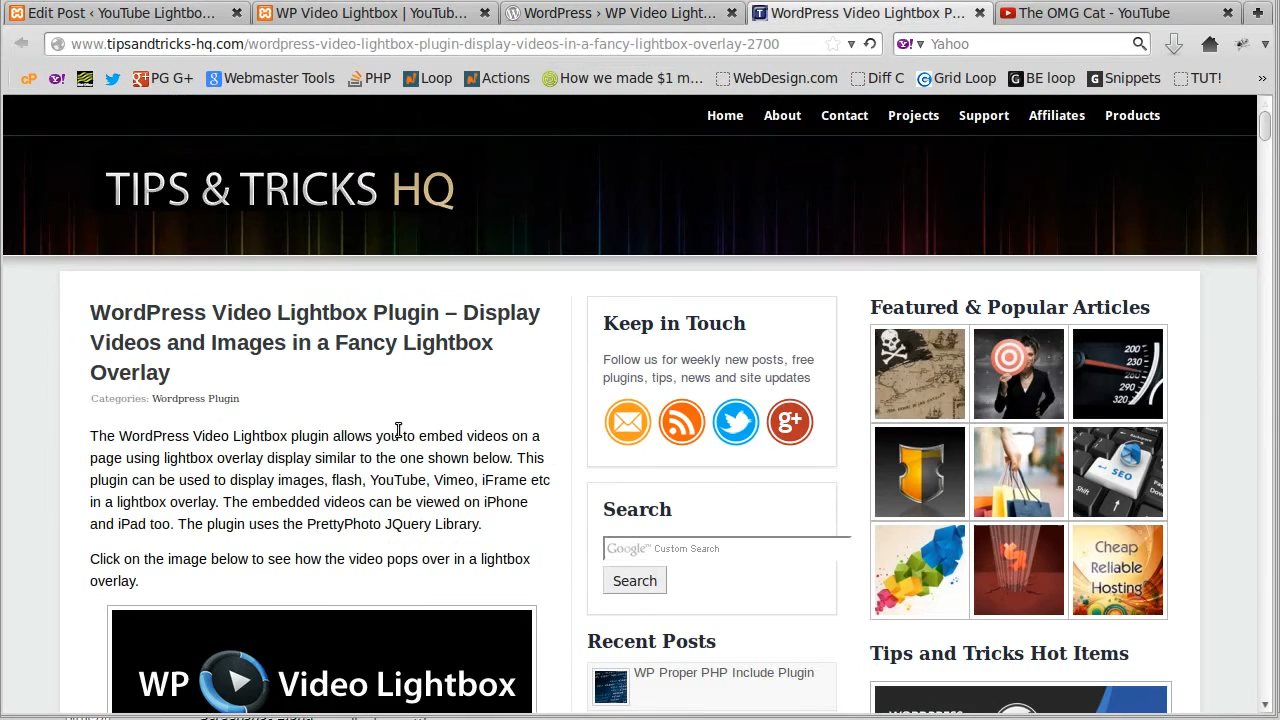 Edit Post ‹ YouTube Lightbo...
WP Video Lightbox | YouTub...
WordPress › WP Video Light...
WordPress Video Lightbox P...
The OMG Cat - YouTube
www.tipsandtricks-hq.com/wordpress-video-lightbox-plugin-display-videos-in-a-fancy-lightbox-overlay-2700
Yahoo
PG G+
Webmaster Tools
PHP
Loop
Actions
How we made $1 m...
WebDesign.com
Diff C
Grid Loop
BE loop
Snippets
TUT!
Home About Contact Projects Support Affiliates Products
TIPS & TRICKS HQ
WordPress Video Lightbox Plugin – Display
Videos and Images in a Fancy Lightbox
Overlay
Categories: Wordpress Plugin
The WordPress Video Lightbox plugin allows you to embed videos on a
page using lightbox overlay display similar to the one shown below. This
plugin can be used to display images, flash, YouTube, Vimeo, iFrame etc
in a lightbox overlay. The embedded videos can be viewed on iPhone
and iPad too. The plugin uses the PrettyPhoto JQuery Library.
Click on the image below to see how the video pops over in a lightbox
overlay.
WP Video Lightbox
Keep in Touch
Follow us for weekly new posts, free
plugins, tips, news and site updates
g+
Search
Google™ Custom Search
Search
Recent Posts
WP Proper PHP Include Plugin
Featured & Popular Articles
200
230
290
320
SEO
Cheap
Reliable
Hosting
Tips and Tricks Hot Items